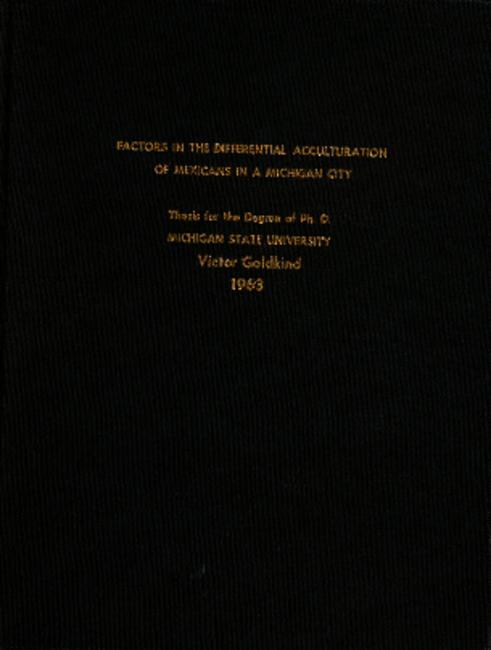 FACTORS IN THE DIFFERENTIAL ACCULTURATION
OF MEXICANS IN A MICHIGAN CITY
Thesis for the Degree of Ph. D.
MICHIGAN STATE UNIVERSITY
Victor Goldkind
1963